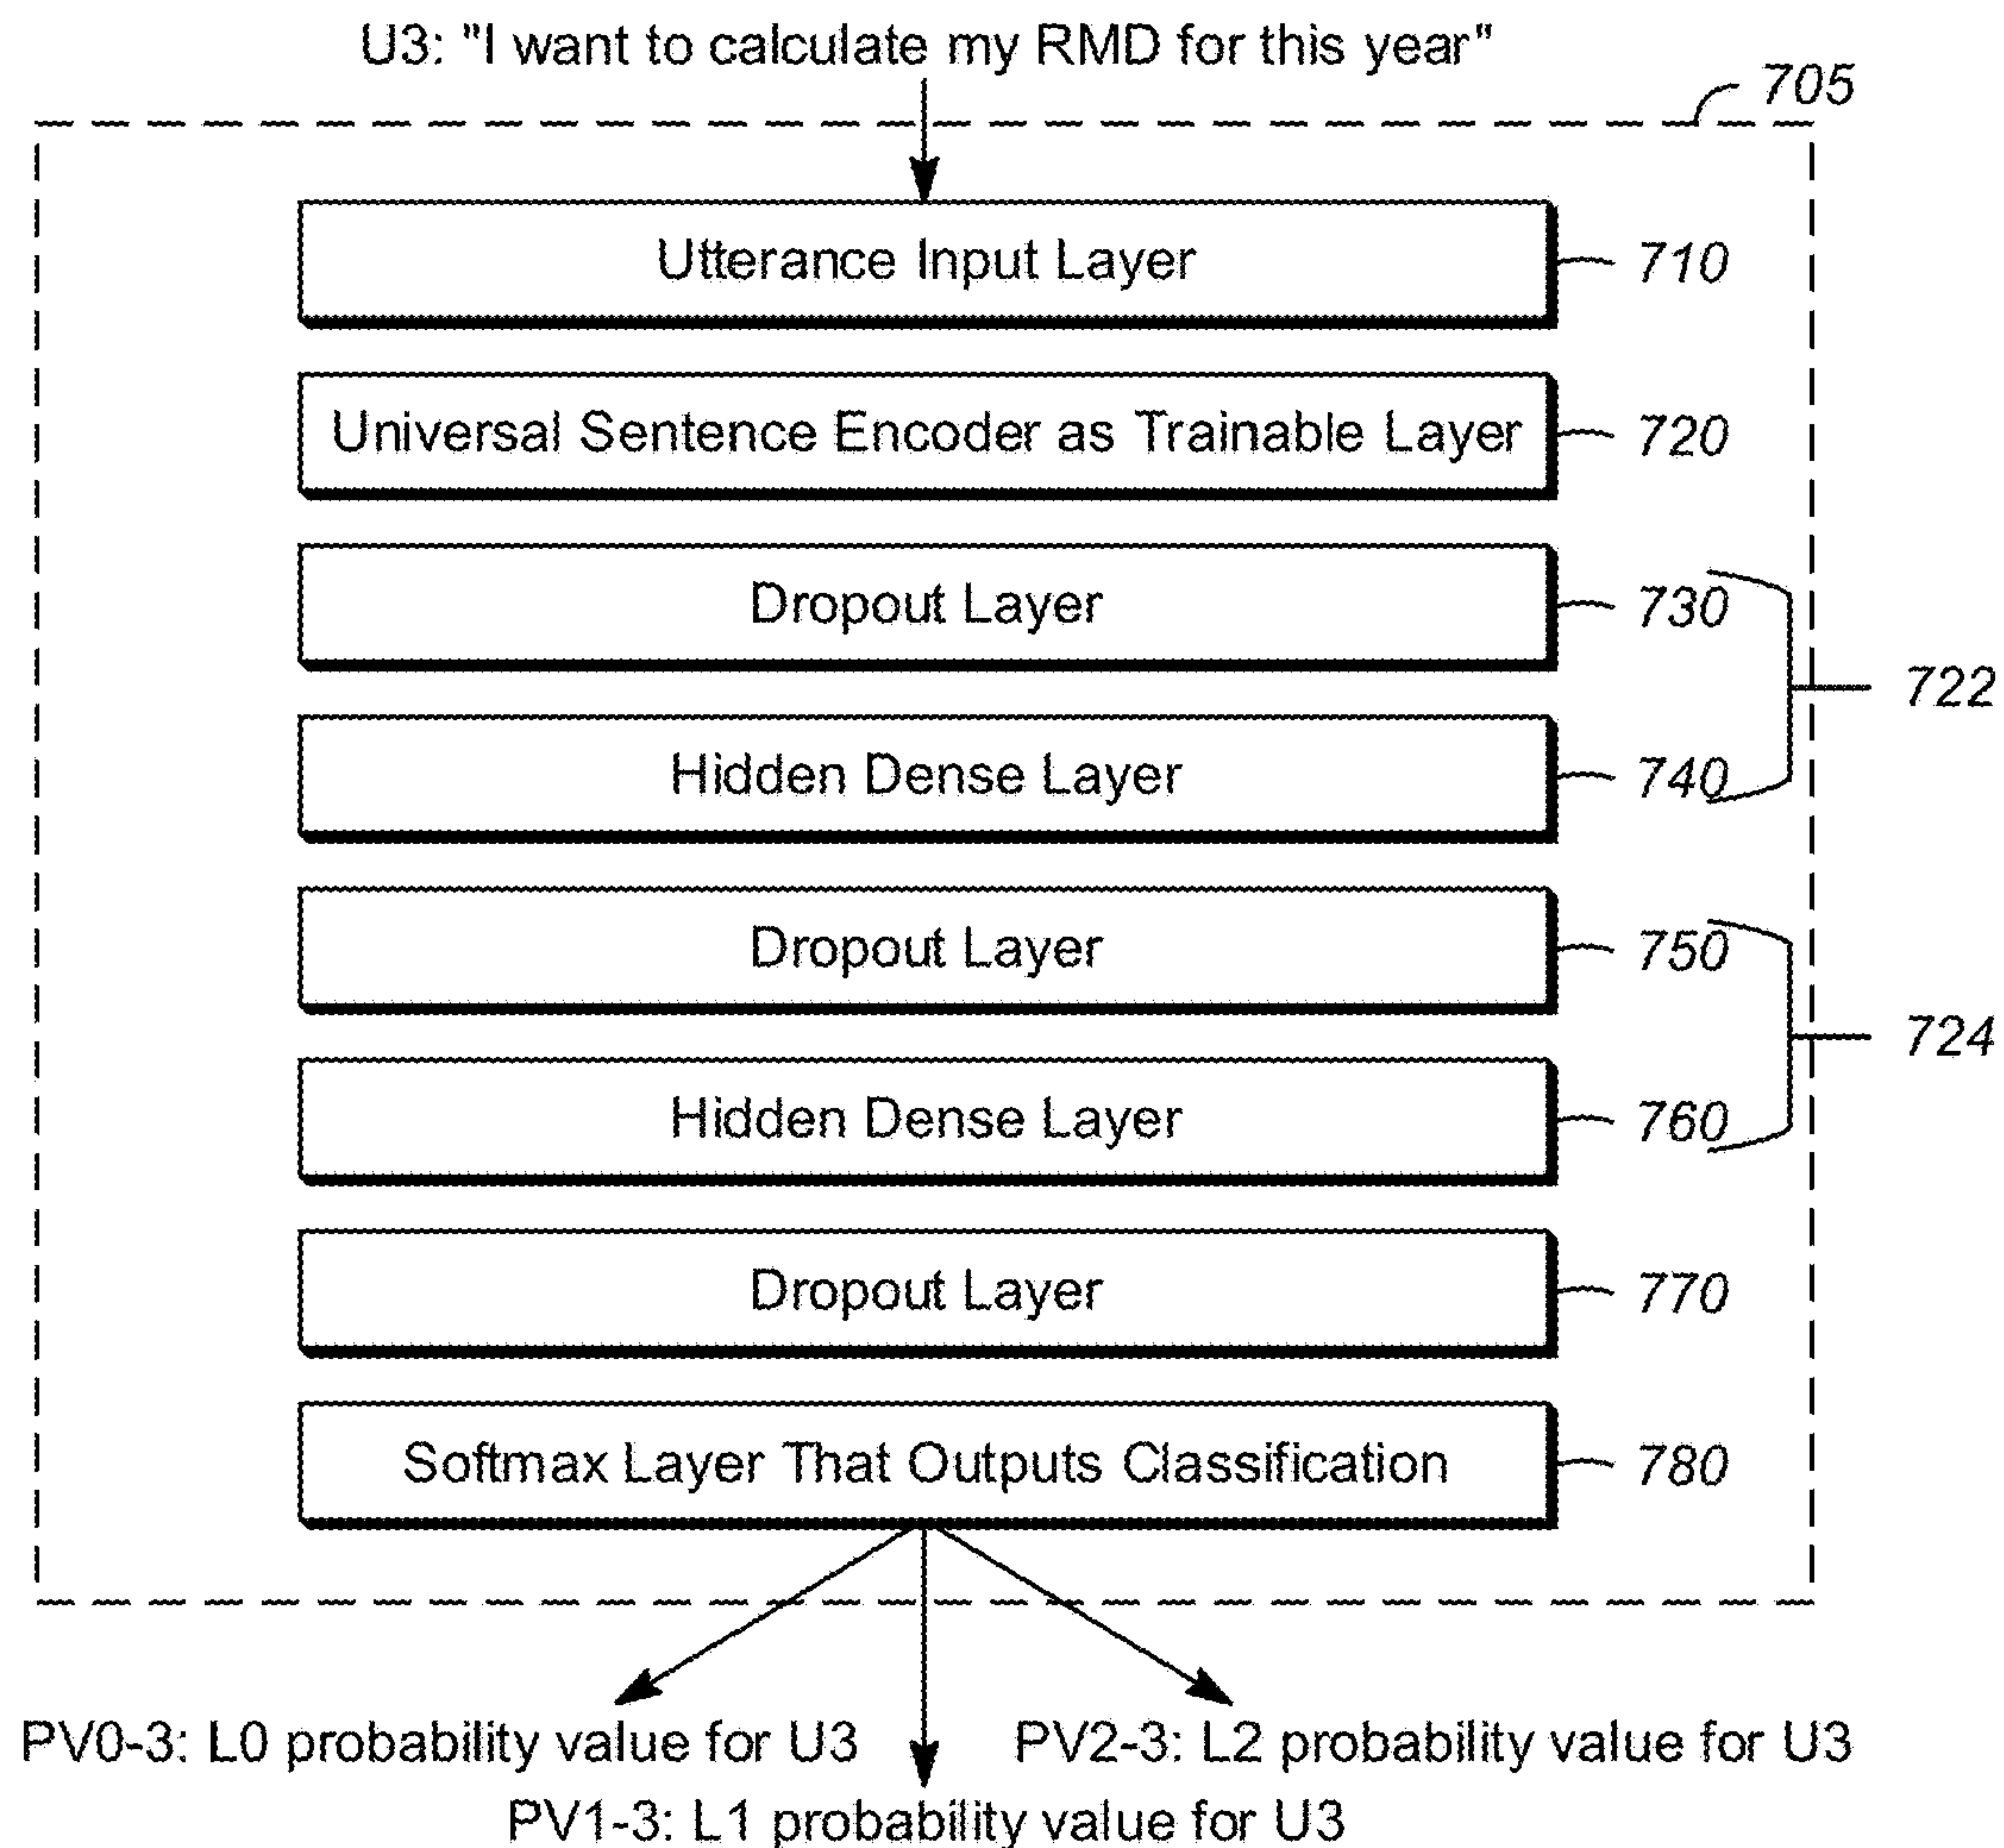 U3: "I want to calculate my RMD for this year"
705
Utterance Input Layer 710
Universal Sentence Encoder as Trainable Layer 720
Dropout Layer 730
722
Hidden Dense Layer 740
Dropout Layer 750
724
Hidden Dense Layer 760
Dropout Layer 770
Softmax Layer That Outputs Classification 780
PV0-3: L0 probability value for U3 PV2-3: L2 probability value for U3
PV1-3: L1 probability value for U3